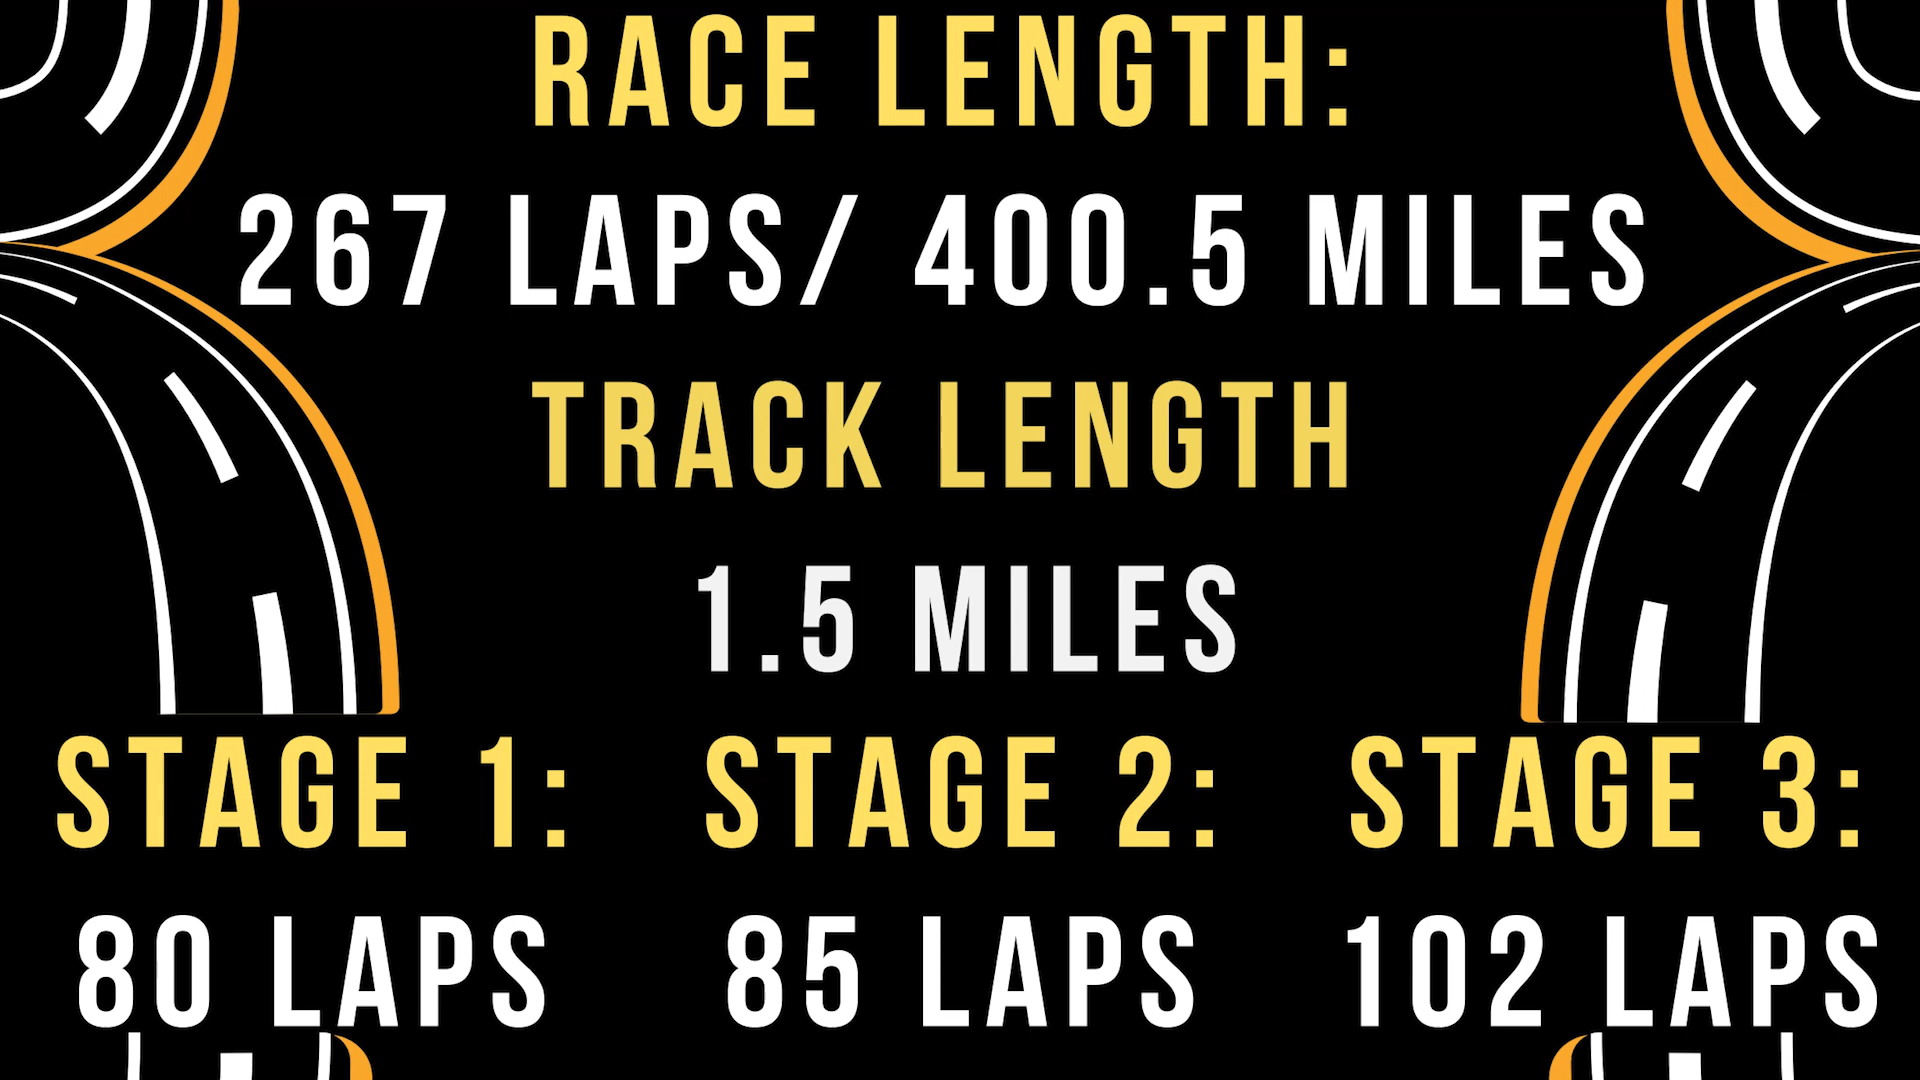 RACE LENGTH:
267 LAPS/ 400.5 MILES
TRACK LENGTH
1.5 MILES
STAGE 1: STAGE 2: STAGE 3:
80 LAPS 85 LAPS 102 LAPS